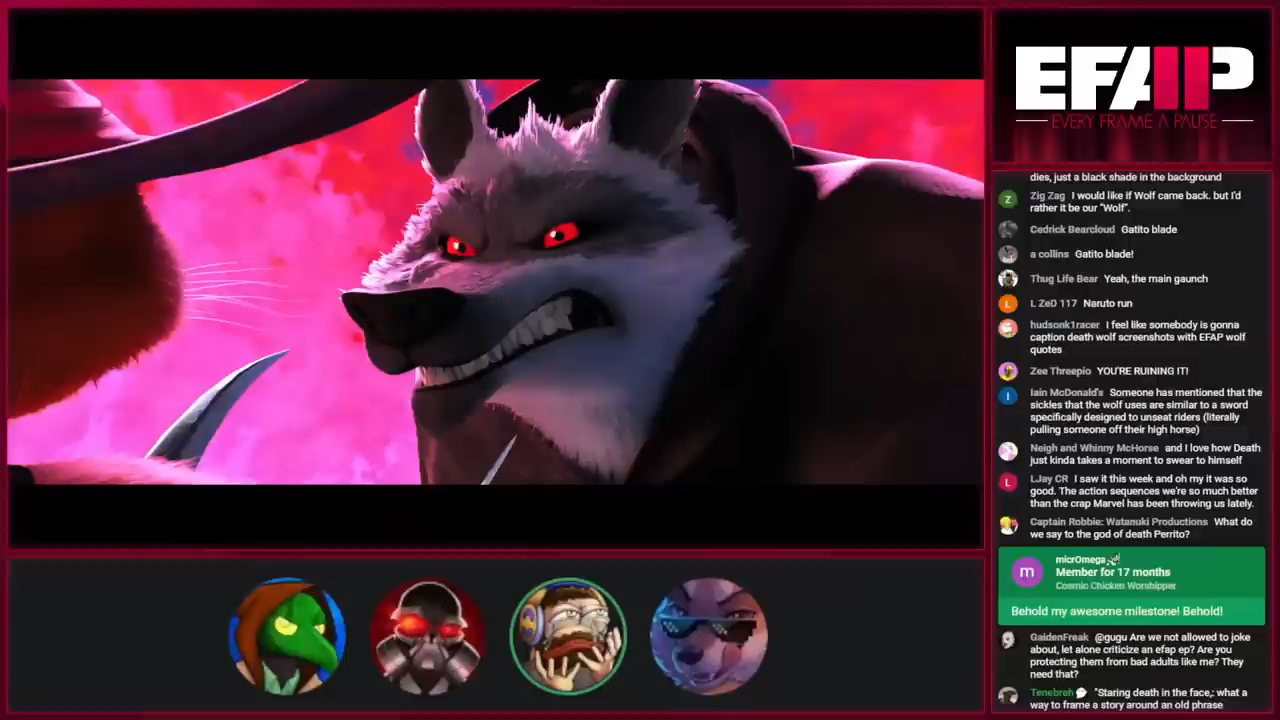 EFAP
EVERY FRAME A PAUSE
dies, just a black shade in the background
Z
Zig Zag I would like if Wolf came back. but I'd
rather it be our "Wolf".
Cedrick Bearcloud Gatito blade
a collins Gatito blade!
Thug Life Bear Yeah, the main gaunch
L
L ZeD 117 Naruto run
hudsonk1racer I feel like somebody is gonna
caption death wolf screenshots with EFAP wolf
quotes
Zee Threepio YOU'RE RUINING IT!
I
Iain McDonald's Someone has mentioned that the
sickles that the wolf uses are similar to a sword
specifically designed to unseat riders (literally
pulling someone off their high horse)
Neigh and Whinny McHorse and I love how Death
just kinda takes a moment to swear to himself
L
LJay CR I saw it this week and oh my it was so
good. The action sequences we're so much better
than the crap Marvel has been throwing us lately.
Captain Robbie: Watanuki Productions What do
we say to the god of death Perrito?
m
micrOmega
Member for 17 months
Cosmic Chicken Worshipper
Behold my awesome milestone! Behold!
GaidenFreak @gugu Are we not allowed to joke
about, let alone criticize an efap ep? Are you
protecting them from bad adults like me? They
need that?
Tenebreh "Staring death in the face,: what a
way to frame a story around an old phrase